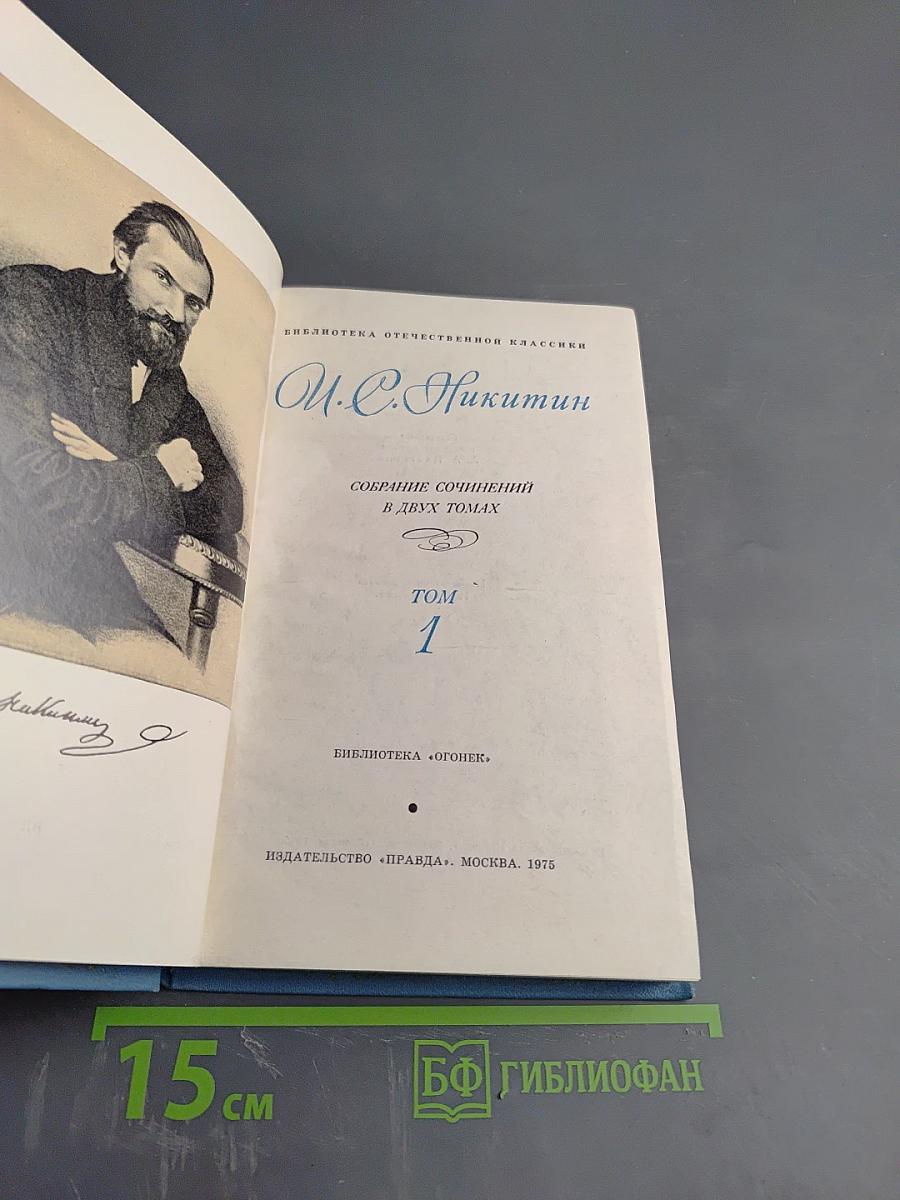 БИБЛИОТЕКА ОТЕЧЕСТВЕННОЙ КЛАССИКИ
И. С. Никитин
СОБРАНИЕ СОЧИНЕНИЙ
В ДВУХ ТОМАХ
ТОМ
1
БИБЛИОТЕКА «ОГОНЕК»
ИЗДАТЕЛЬСТВО «ПРАВДА». МОСКВА. 1975
15 см
БФ ГИБЛИОФАН